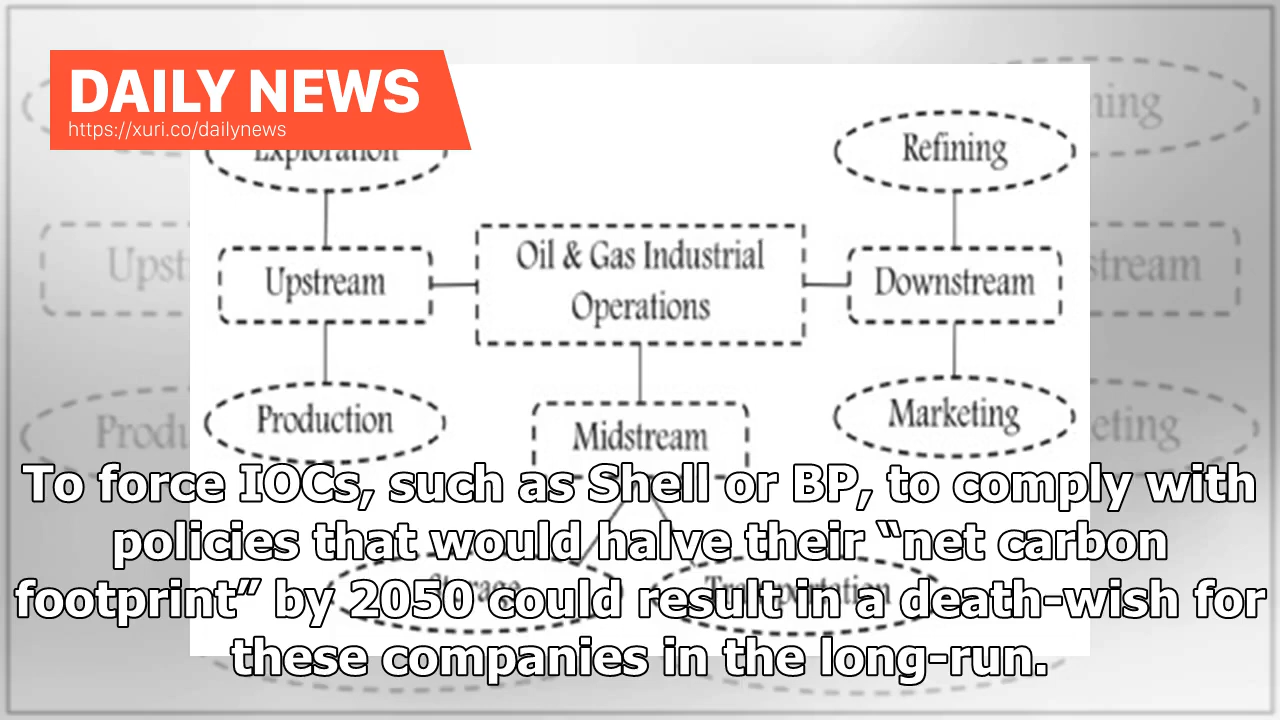 DAILY NEWS
https://xuri.co/dailynews
Exploration
Refining
Oil & Gas Industrial
Operations
Upstream
Downstream
Production
Marketing
Midstream
Storage
Transportation
To force IOCs, such as Shell or BP, to comply with
policies that would halve their “net carbon
footprint” by 2050 could result in a death-wish for
these companies in the long-run.